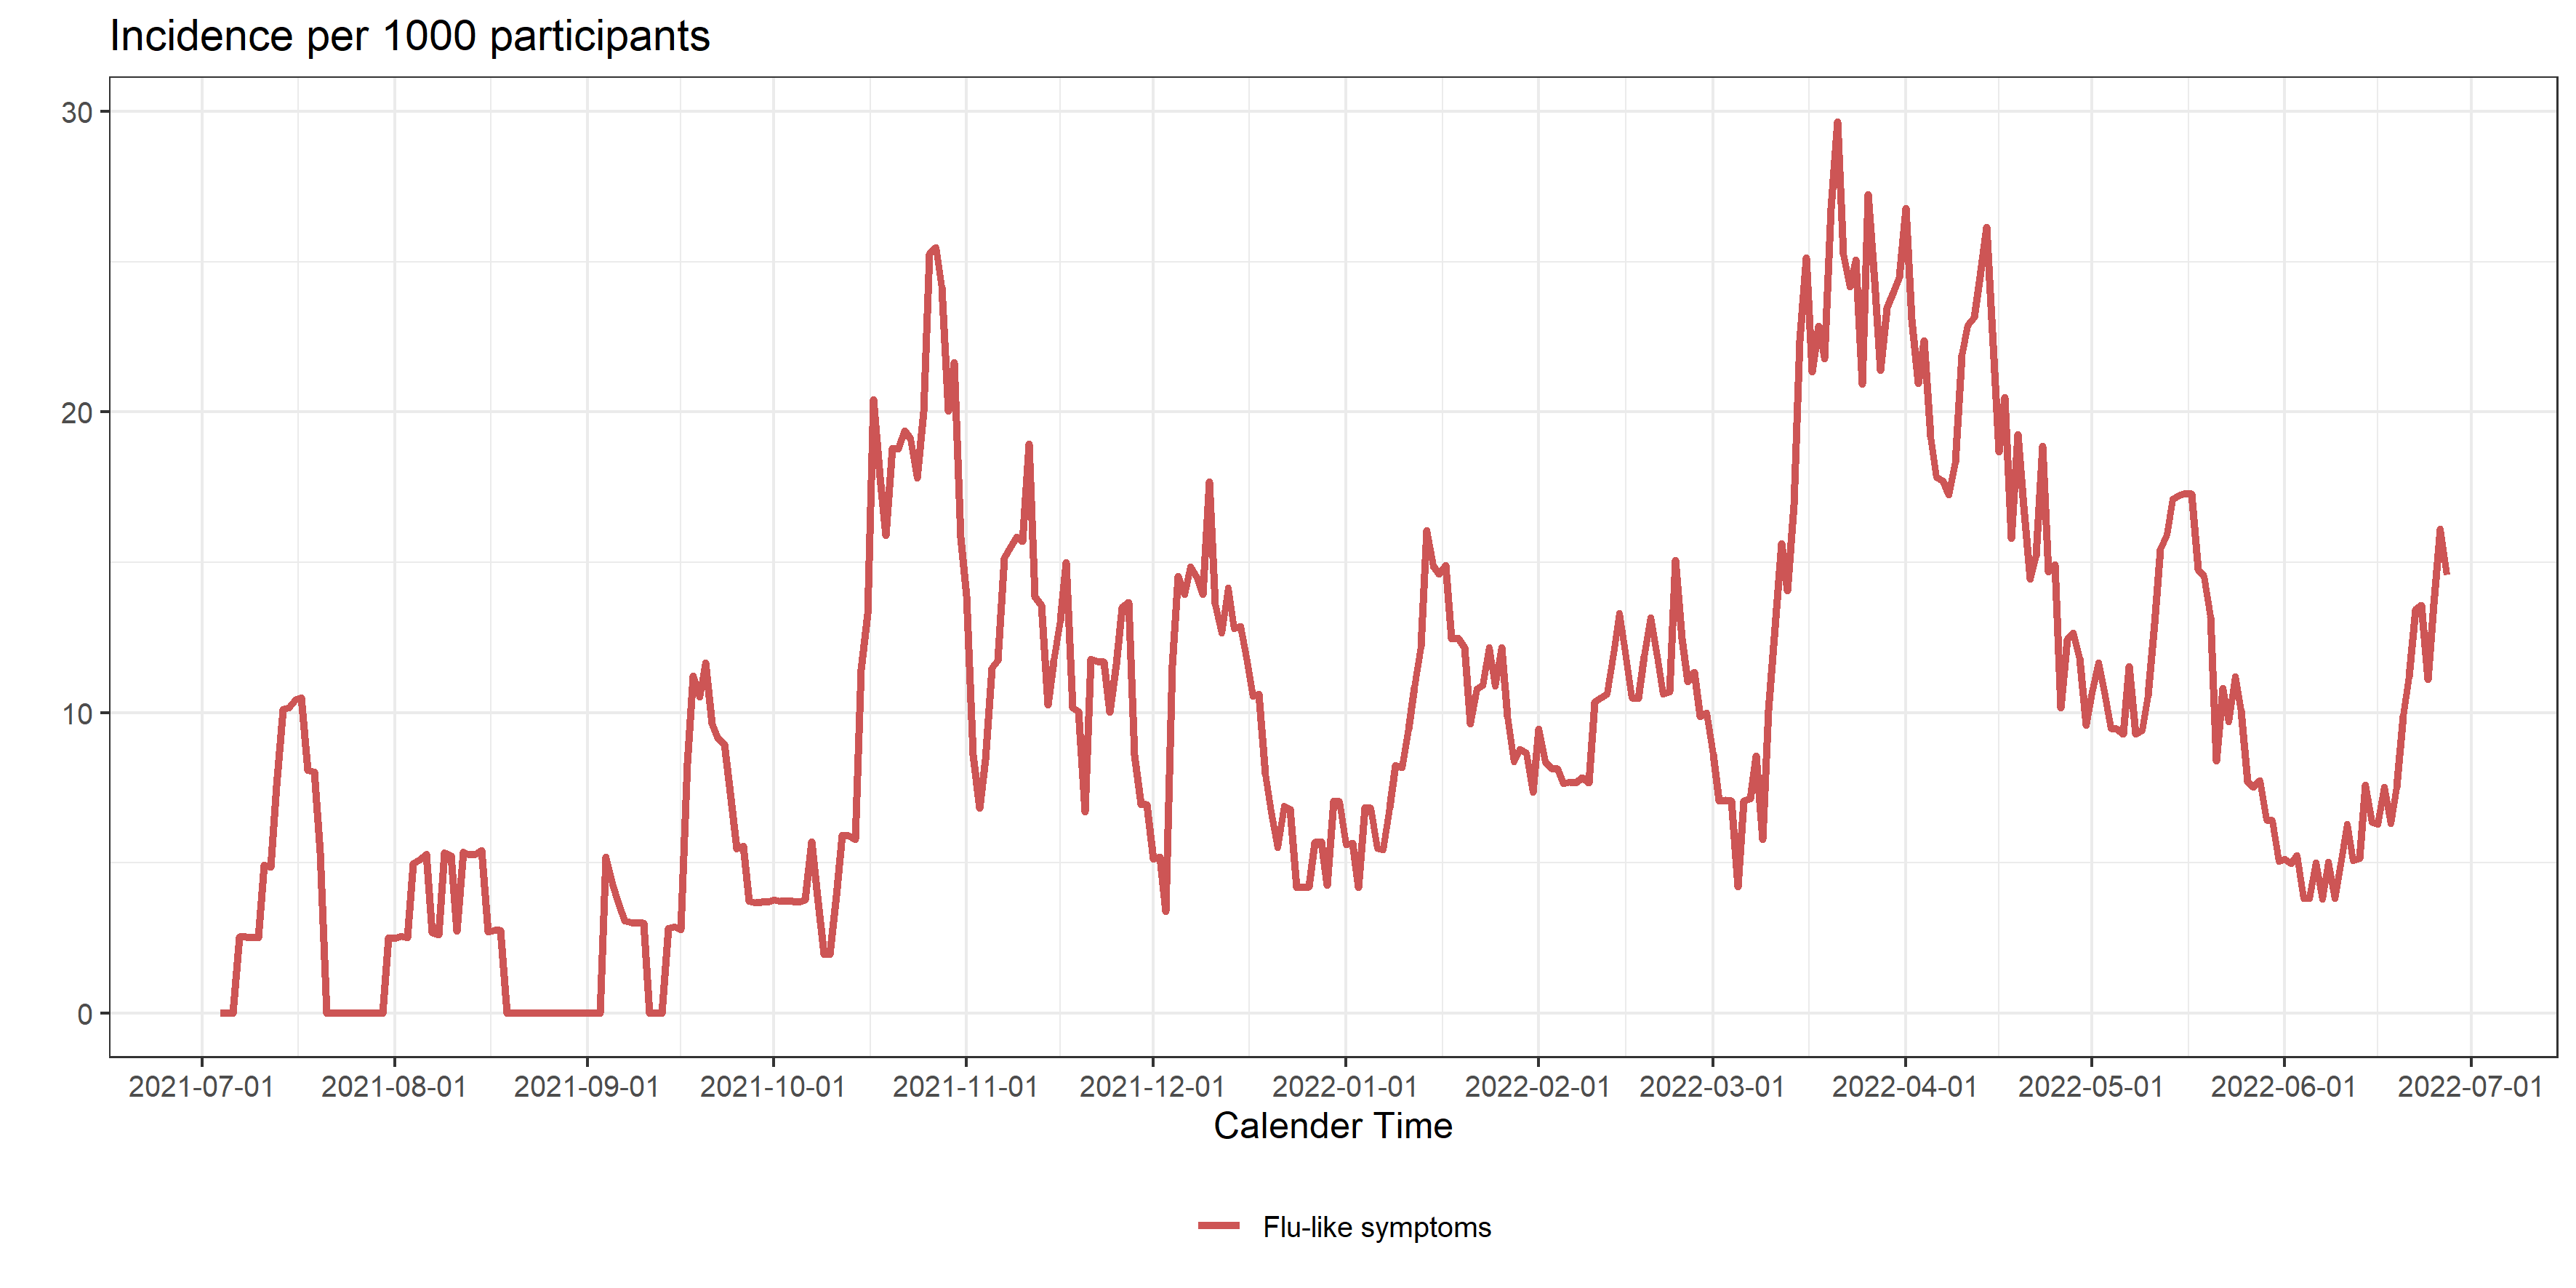 Incidence per 1000 participants
30
20
10
0
2021-07-01 2021-08-01 2021-09-01 2021-10-01 2021-11-01 2021-12-01 2022-01-01 2022-02-01 2022-03-01 2022-04-01 2022-05-01 2022-06-01 2022-07-01
Calender Time
Flu-like symptoms